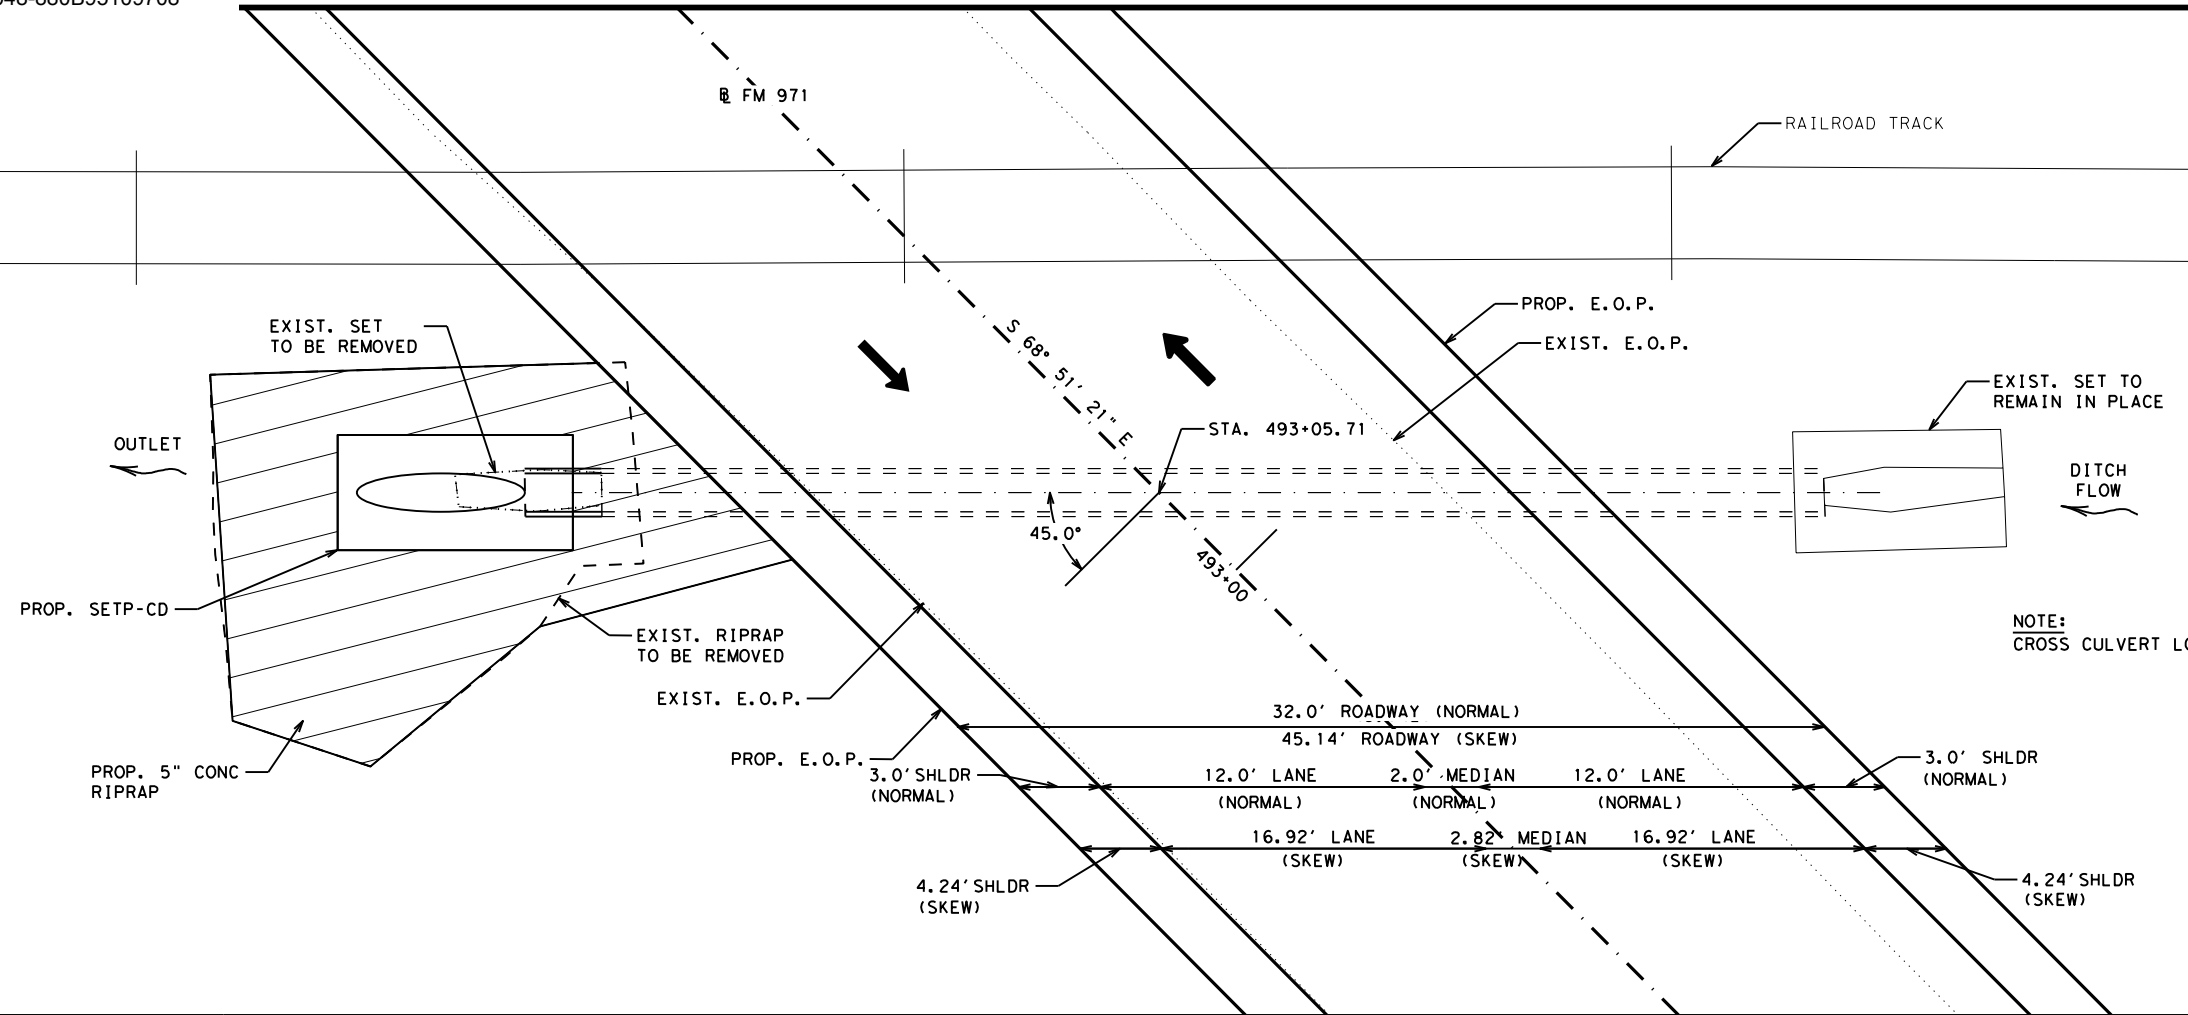 ℄ FM 971
RAILROAD TRACK
PROP. E.O.P.
EXIST. SET
TO BE REMOVED
EXIST. E.O.P.
S 68° 51' 21" E
EXIST. SET TO
REMAIN IN PLACE
STA. 493+05.71
OUTLET
DITCH
FLOW
45.0°
493+00
PROP. SETP-CD
NOTE:
CROSS CULVERT
EXIST. RIPRAP
TO BE REMOVED
EXIST. E.O.P.
32.0' ROADWAY (NORMAL)
45.14' ROADWAY (SKEW)
PROP. E.O.P.
PROP. 5" CONC
RIPRAP
3.0' SHLDR
(NORMAL)
12.0' LANE
(NORMAL)
2.0' MEDIAN
(NORMAL)
12.0' LANE
(NORMAL)
3.0' SHLDR
(NORMAL)
16.92' LANE
(SKEW)
2.82' MEDIAN
(SKEW)
16.92' LANE
(SKEW)
4.24' SHLDR
(SKEW)
4.24' SHLDR
(SKEW)